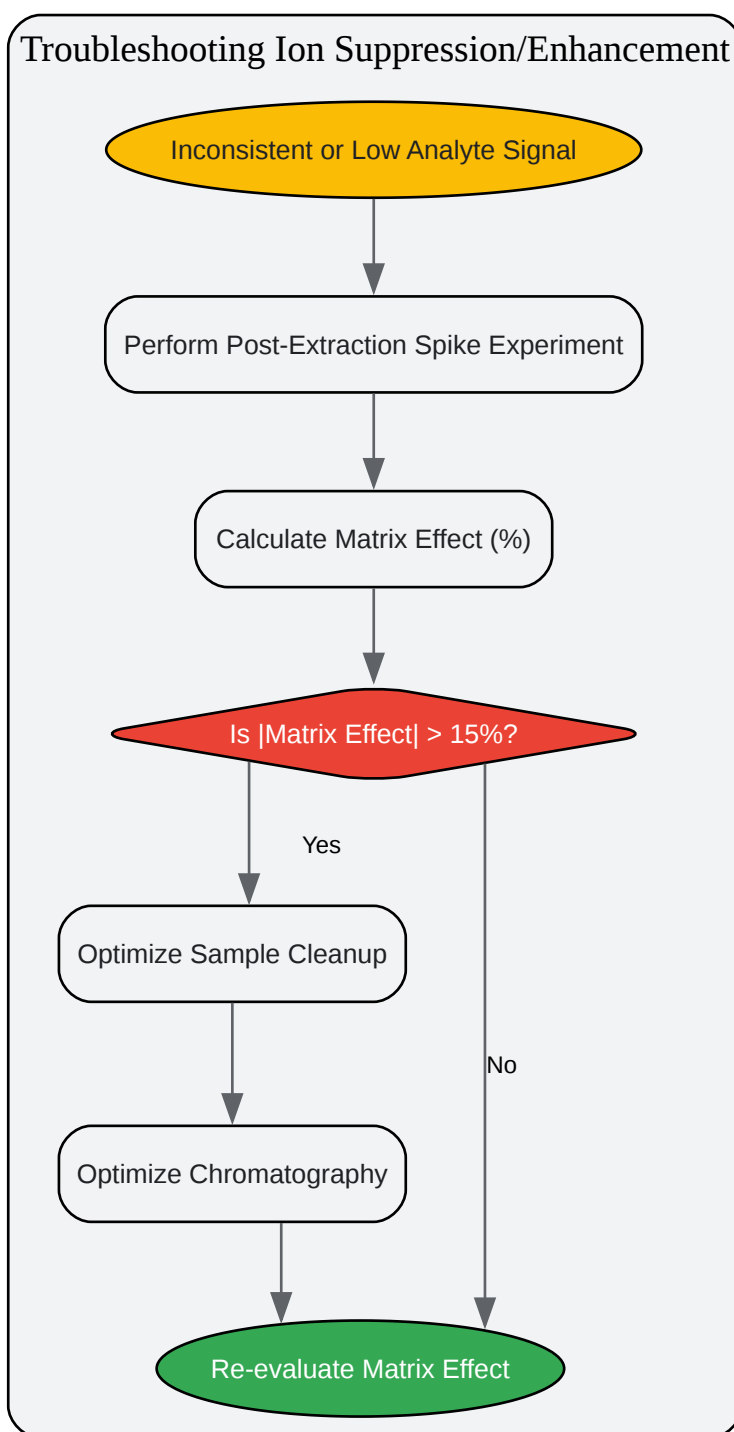 Troubleshooting Ion Suppression/Enhancement
Inconsistent or Low Analyte Signal
Perform Post-Extraction Spike Experiment
Calculate Matrix Effect (%)
Is |Matrix Effect| > 15%?
Yes
Optimize Sample Cleanup
No
Optimize Chromatography
Re-evaluate Matrix Effect